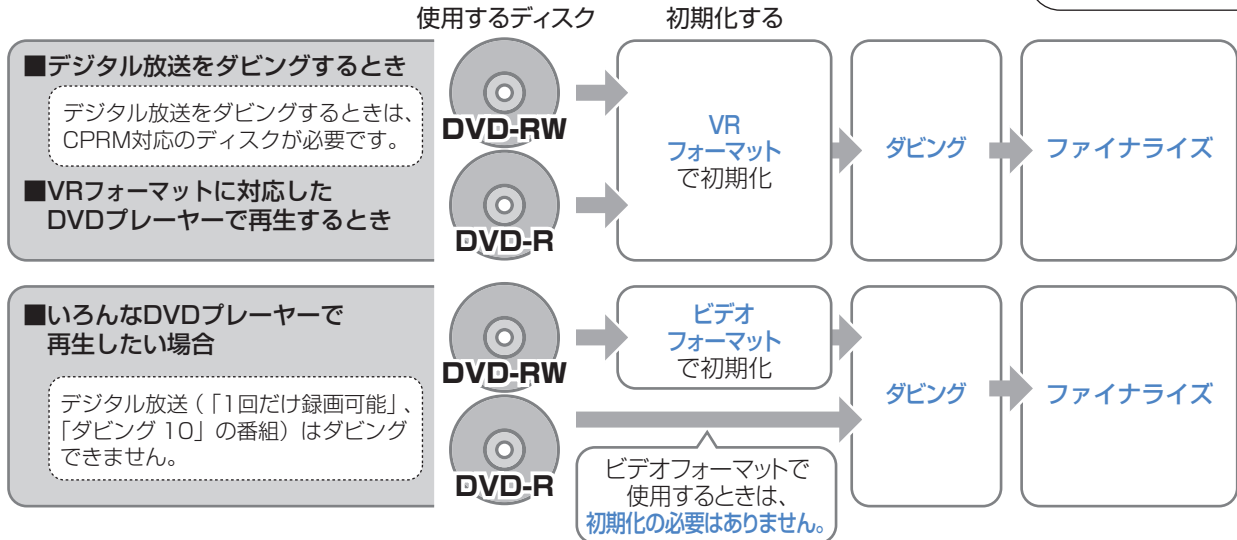 使用するディスク
初期化する
■デジタル放送をダビングするとき
デジタル放送をダビングするときは、
CPRM対応のディスクが必要です。
■VRフォーマットに対応した
DVDプレーヤーで再生するとき
DVD-RW
DVD-R
VR
フォーマット
で初期化
ダビング
ファイナライズ
■いろんなDVDプレーヤーで
再生したい場合
デジタル放送（「1回だけ録画可能」、
「ダビング 10」の番組）はダビング
できません。
DVD-RW
DVD-R
ビデオ
フォーマット
で初期化
ビデオフォーマットで
使用するときは、
初期化の必要はありません。
ダビング
ファイナライズ